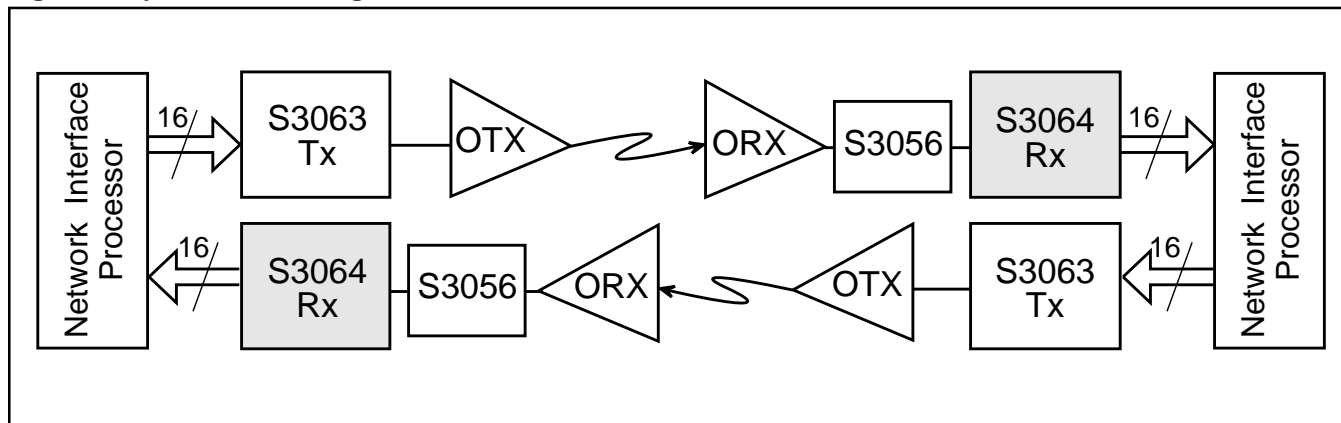 Network Interface
Processor
16
S3063
Tx
OTX
ORX
S3056
S3064
Rx
16
Network Interface
Processor
16
S3064
Rx
S3056
ORX
OTX
S3063
Tx
16